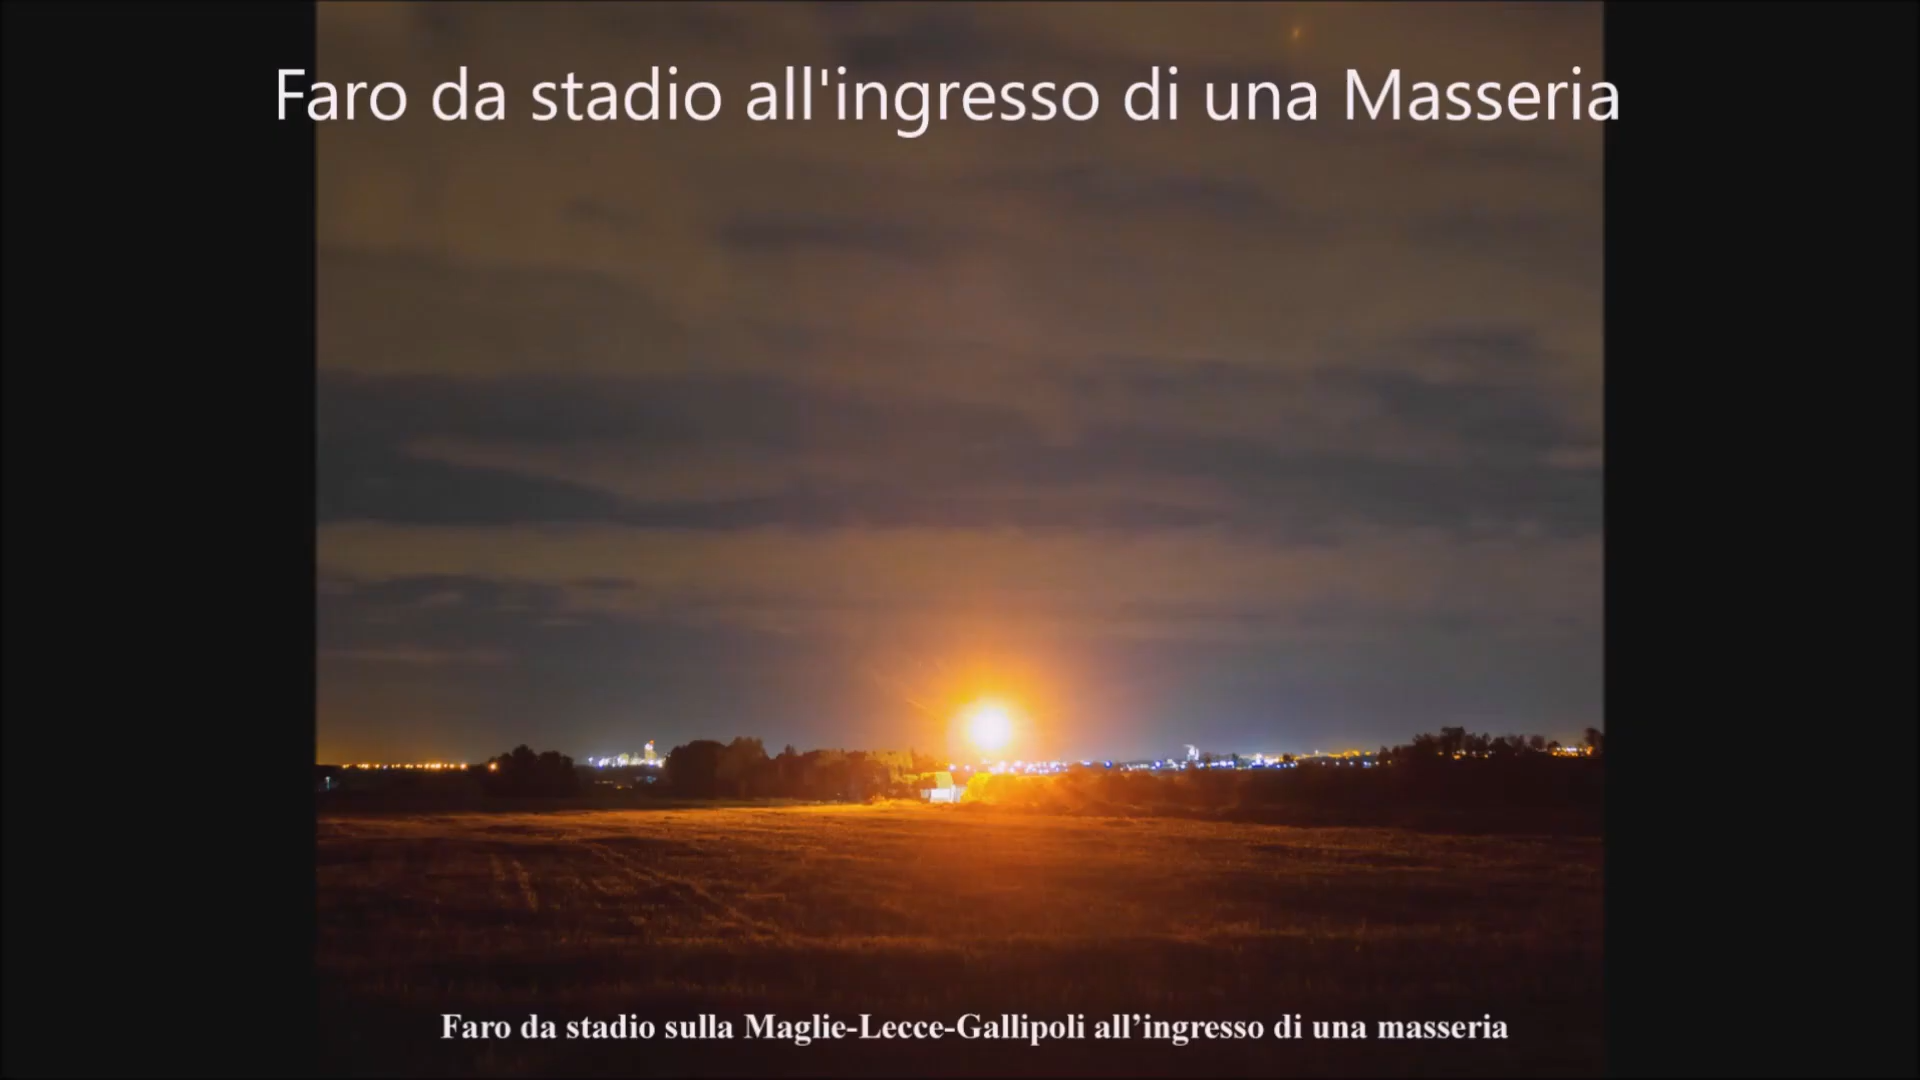 Faro da stadio all'ingresso di una Masseria
Faro da stadio sulla Maglie-Lecce-Gallipoli all’ingresso di una masseria